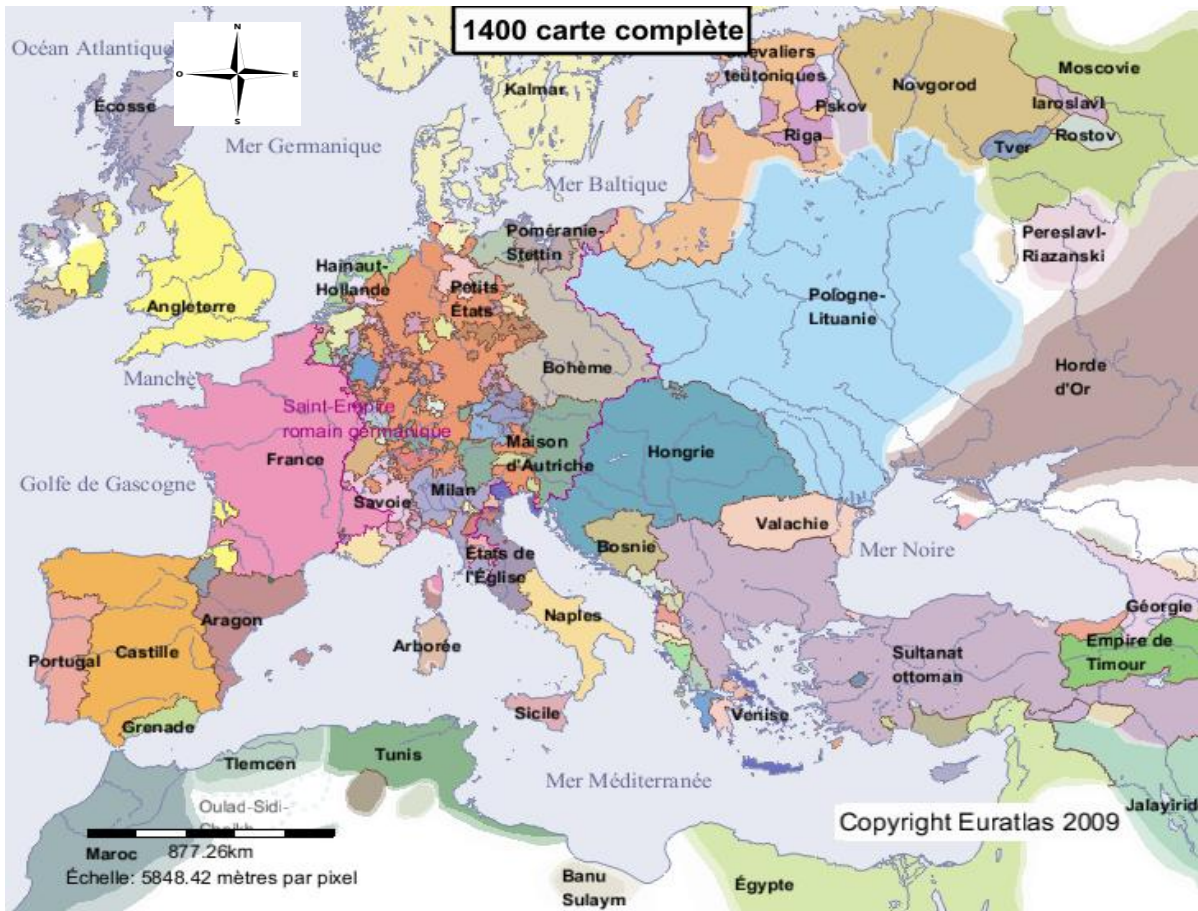 1400 carte complète
Océan Atlantique
N
O
E
S
Écosse
Mer Germanique
Kalmar
Chevaliers
teutoniques
Pskov
Riga
Novgorod
Moscovie
Iaroslavl
Rostov
Tver
Mer Baltique
Poméranie-
Stettin
Pereslavl-
Riazanski
Hainaut-
Hollande
Petits
États
Angleterre
Pologne-
Lituanie
Manche
Bohème
Horde
d'Or
Saint-Empire
romain germanique
France
Maison
d'Autriche
Hongrie
Golfe de Gascogne
Savoie
Milan
Valachie
Mer Noire
Bosnie
États de
l'Église
Géorgie
Aragon
Naples
Portugal
Castille
Arborée
Sultanat
ottoman
Empire de
Timour
Grenade
Sicile
Venise
Tlemcen
Tunis
Mer Méditerranée
Oulad-Sidi-
Cheikh
Jalayirid
Maroc
877.26km
Échelle: 5848.42 mètres par pixel
Copyright Euratlas 2009
Banu
Sulaym
Égypte